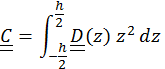 C = ∫_{-h/2}^{h/2} D(z) z² dz